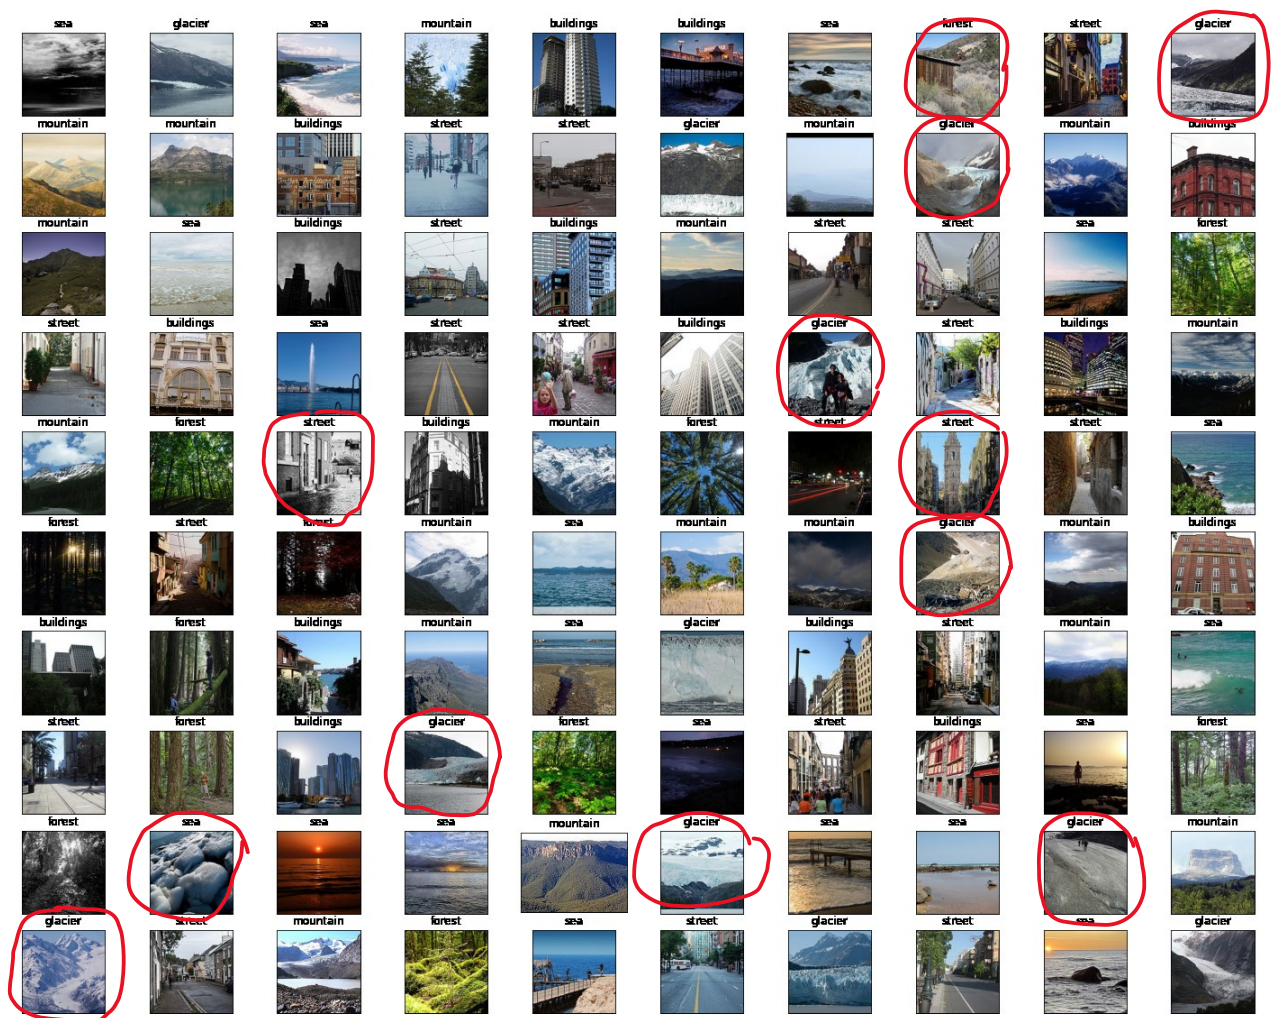 sea glacier sea mountain buildings buildings sea forest street glacier
mountain mountain buildings street street glacier mountain glacier mountain buildings
mountain sea buildings street buildings mountain street street sea forest
street buildings sea street street buildings glacier street buildings mountain
mountain forest street buildings mountain forest street street street sea
forest street forest mountain sea mountain mountain glacier mountain buildings
buildings forest buildings mountain sea glacier buildings street mountain sea
street forest buildings glacier forest sea street buildings sea forest
forest sea sea sea mountain glacier sea sea glacier mountain
glacier street mountain forest sea street glacier street sea glacier